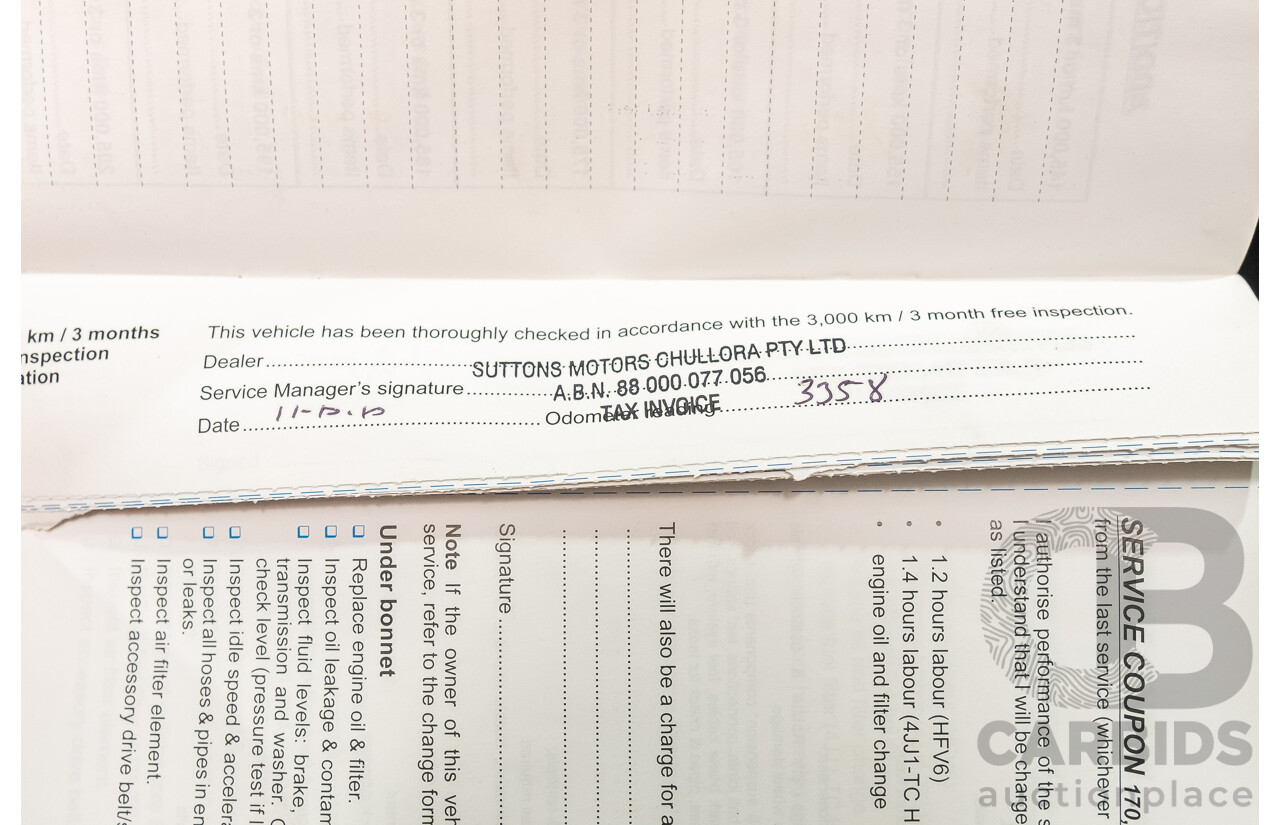 km / 3 months
nspection
ation
This vehicle has been thoroughly checked in accordance with the 3,000 km / 3 month free inspection.
Dealer
SUTTONS MOTORS CHULLORA PTY LTD
Service Manager's signature
A.B.N. 88 000 077 056
TAX INVOICE
Date
Odometer reading
3358
SERVICE COUPON 170,
from the last service (whichever
I authorise performance of the s
I understand that I will be charge
as listed.
• 1.2 hours labour (HFV6)
• 1.4 hours labour (4JJ1-TC H
• engine oil and filter change
There will also be a charge for a
Signature
Note If the owner of this veh
service, refer to the change form
Under bonnet
❑ Replace engine oil & filter.
❑ Inspect oil leakage & contam
❑ Inspect fluid levels: brake,
transmission and washer. C
check level (pressure test if l
❑ Inspect idle speed & accelera
❑ Inspect all hoses & pipes in en
or leaks.
❑ Inspect air filter element.
❑ Inspect accessory drive belt/s
CARBIDS
auctionplace